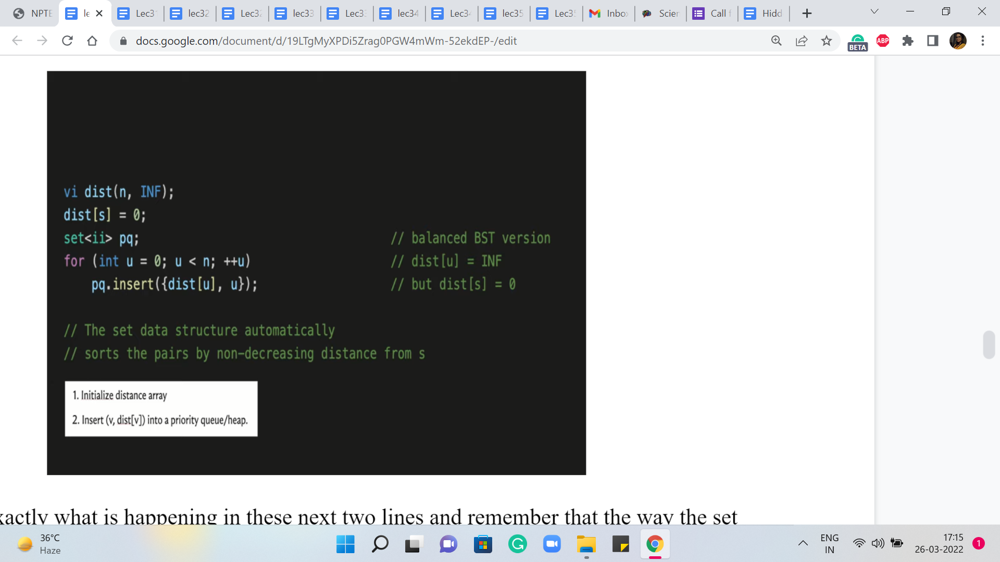 NPTE
le
Lec3
lec32
Lec32
lec33
Lec33
lec34
Lec34
lec35
Lec35
Inbo
Scier
Call f
Hidd
docs.google.com/document/d/19LTgMyXPDi5Zrag0PGW4mWm-52ekdEP-/edit
BETA
ABP
vi dist(n, INF);
dist[s] = 0;
set<ii> pq; // balanced BST version
for (int u = 0; u < n; ++u) // dist[u] = INF
pq.insert({dist[u], u}); // but dist[s] = 0
// The set data structure automatically
// sorts the pairs by non-decreasing distance from s
1. Initialize distance array
2. Insert (v, dist[v]) into a priority queue/heap.
xactly what is happening in these next two lines and remember that the way the set
36°C
Haze
ENG
IN
17:15
26-03-2022
1